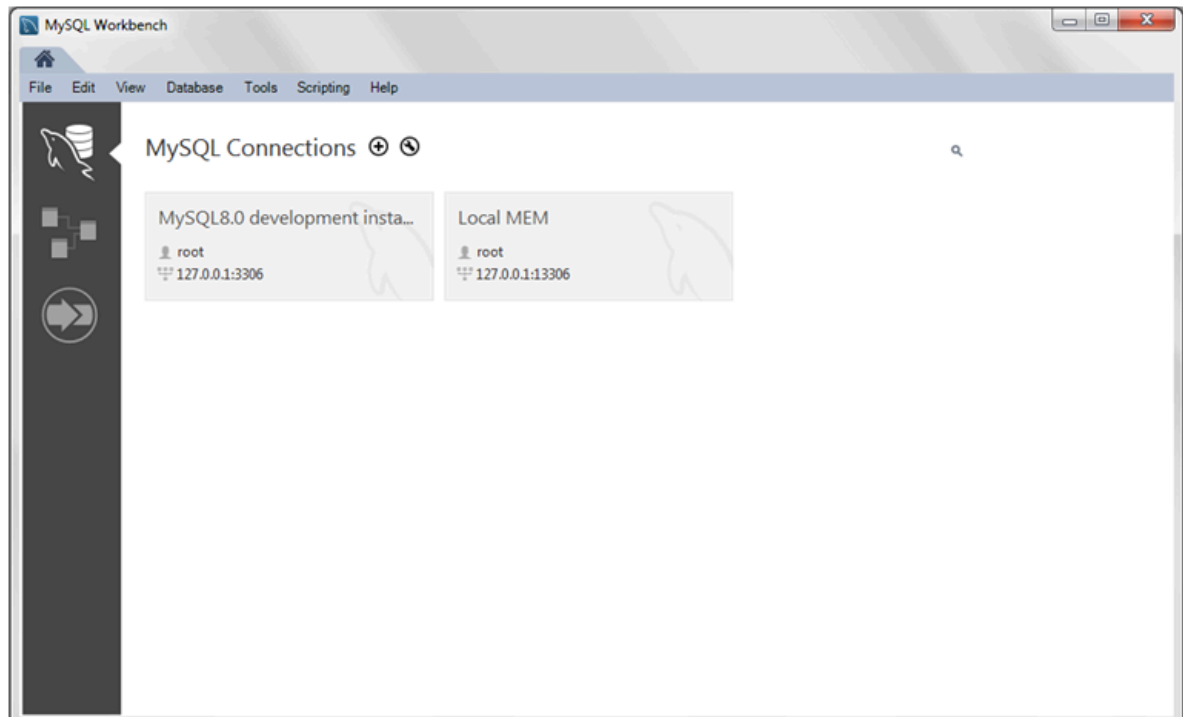 MySQL Workbench
File Edit View Database Tools Scripting Help
MySQL Connections
MySQL8.0 development insta...
root
127.0.0.1:3306
Local MEM
root
127.0.0.1:13306